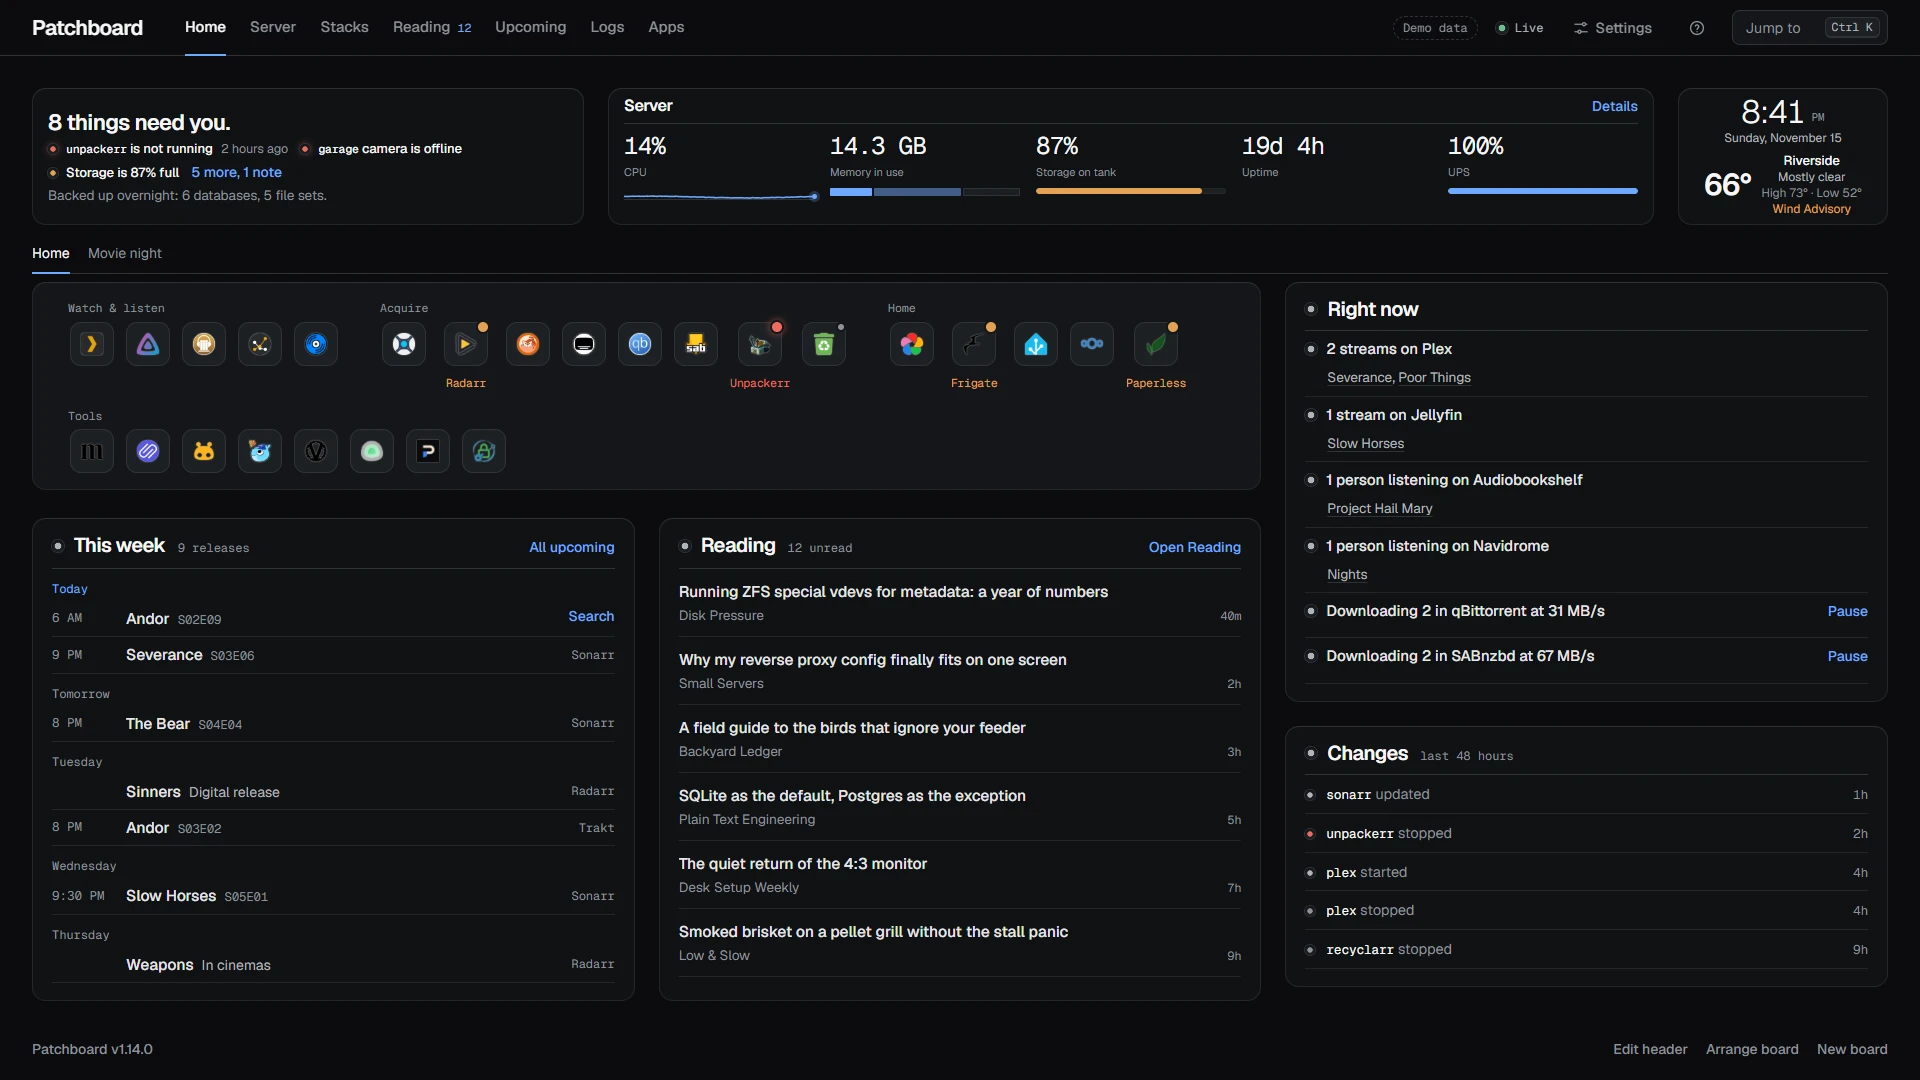 Patchboard
Home Server Stacks Reading 12 Upcoming Logs Apps
Demo data Live Settings Jump to Ctrl K
8 things need you.
unpackerr is not running 2 hours ago garage camera is offline
Storage is 87% full 5 more, 1 note
Backed up overnight: 6 databases, 5 file sets.
Server Details
14% 14.3 GB 87% 19d 4h 100%
CPU Memory in use Storage on tank Uptime UPS
8:41 PM
Sunday, November 15
66°
Riverside
Mostly clear
High 73° · Low 52°
Wind Advisory
Home Movie night
Watch & listen Acquire Home
qb
sab
Radarr Unpackerr Frigate Paperless
Tools
m
This week 9 releases All upcoming
Today
6 AM Andor S02E09 Search
9 PM Severance S03E06 Sonarr
Tomorrow
8 PM The Bear S04E04 Sonarr
Tuesday
Sinners Digital release Radarr
8 PM Andor S03E02 Trakt
Wednesday
9:30 PM Slow Horses S05E01 Sonarr
Thursday
Weapons In cinemas Radarr
Reading 12 unread Open Reading
Running ZFS special vdevs for metadata: a year of numbers
Disk Pressure 40m
Why my reverse proxy config finally fits on one screen
Small Servers 2h
A field guide to the birds that ignore your feeder
Backyard Ledger 3h
SQLite as the default, Postgres as the exception
Plain Text Engineering 5h
The quiet return of the 4:3 monitor
Desk Setup Weekly 7h
Smoked brisket on a pellet grill without the stall panic
Low & Slow 9h
Right now
2 streams on Plex
Severance, Poor Things
1 stream on Jellyfin
Slow Horses
1 person listening on Audiobookshelf
Project Hail Mary
1 person listening on Navidrome
Nights
Downloading 2 in qBittorrent at 31 MB/s Pause
Downloading 2 in SABnzbd at 67 MB/s Pause
Changes last 48 hours
sonarr updated 1h
unpackerr stopped 2h
plex started 4h
plex stopped 4h
recyclarr stopped 9h
Patchboard v1.14.0
Edit header Arrange board New board